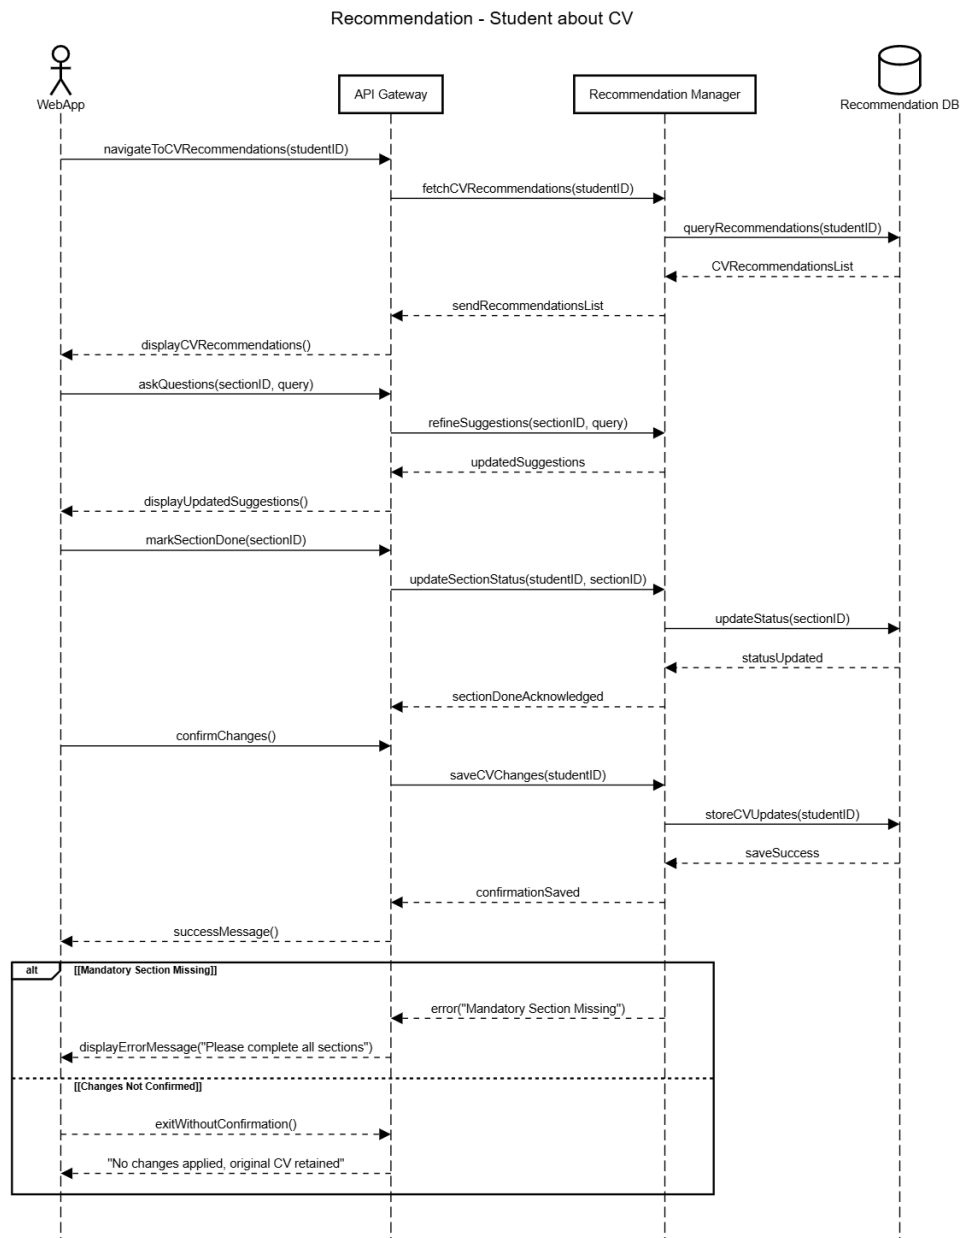 Recommendation - Student about CV
WebApp
API Gateway
Recommendation Manager
Recommendation DB
navigateToCVRecommendations(studentID)
fetchCVRecommendations(studentID)
queryRecommendations(studentID)
CVRecommendationsList
sendRecommendationsList
displayCVRecommendations()
askQuestions(sectionID, query)
refineSuggestions(sectionID, query)
updatedSuggestions
displayUpdatedSuggestions()
markSectionDone(sectionID)
updateSectionStatus(studentID, sectionID)
updateStatus(sectionID)
statusUpdated
sectionDoneAcknowledged
confirmChanges()
saveCVChanges(studentID)
storeCVUpdates(studentID)
saveSuccess
confirmationSaved
successMessage()
alt [[Mandatory Section Missing]]
error("Mandatory Section Missing")
displayErrorMessage("Please complete all sections")
[[Changes Not Confirmed]]
exitWithoutConfirmation()
"No changes applied, original CV retained"